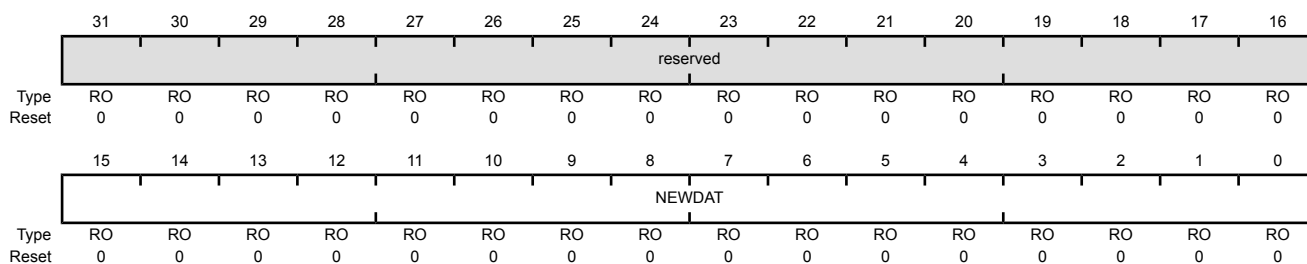 31 30 29 28 27 26 25 24 23 22 21 20 19 18 17 16
reserved
Type RO RO RO RO RO RO RO RO RO RO RO RO RO RO RO RO
Reset 0 0 0 0 0 0 0 0 0 0 0 0 0 0 0 0
15 14 13 12 11 10 9 8 7 6 5 4 3 2 1 0
NEWDAT
Type RO RO RO RO RO RO RO RO RO RO RO RO RO RO RO RO
Reset 0 0 0 0 0 0 0 0 0 0 0 0 0 0 0 0